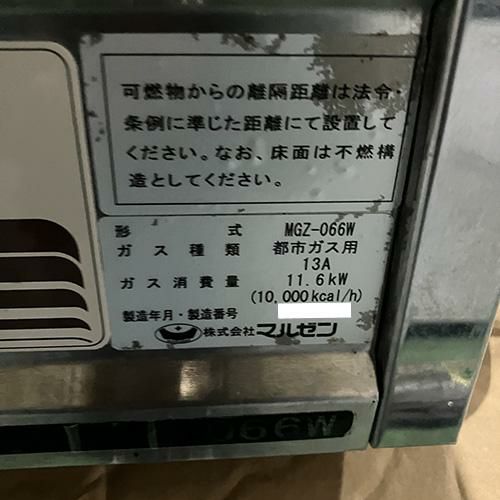 可燃物からの離隔距離は法令・
条例に準じた距離にて設置して
ください。なお、床面は不燃構
造としてください。
形 式 MGZ-066W
ガス種類 都市ガス用
13A
ガス消費量 11.6kW
(10,000kcal/h)
製造年月・製造番号
株式会社 マルゼン
066W